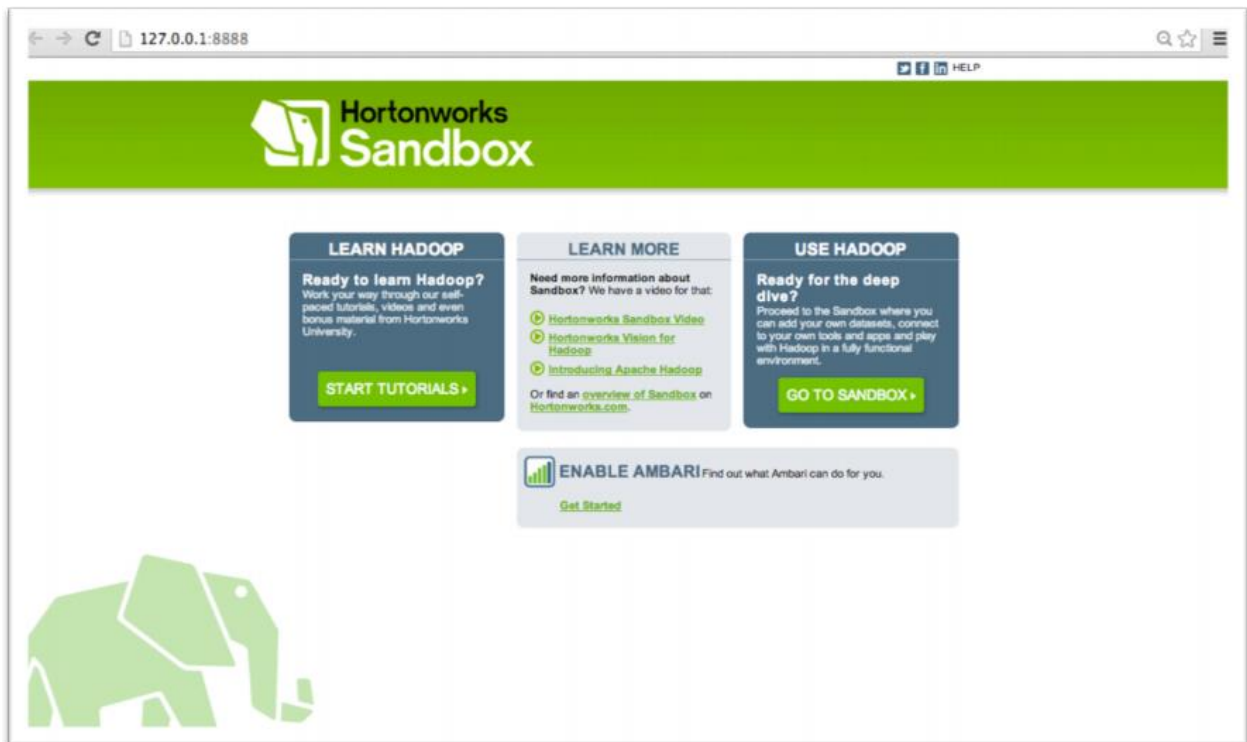 127.0.0.1:8888
HELP
Hortonworks
Sandbox
LEARN HADOOP
Ready to learn Hadoop?
Work your way through our self-
paced tutorials, videos and even
bonus material from Hortonworks
University.
START TUTORIALS
LEARN MORE
Need more information about
Sandbox? We have a video for that:
Hortonworks Sandbox Video
Hortonworks Vision for
Hadoop
Introducing Apache Hadoop
Or find an overview of Sandbox on
Hortonworks.com.
USE HADOOP
Ready for the deep
dive?
Proceed to the Sandbox where you
can add your own datasets, connect
to your own tools and apps and play
with Hadoop in a fully functional
environment.
GO TO SANDBOX
ENABLE AMBARI Find out what Ambari can do for you.
Get Started